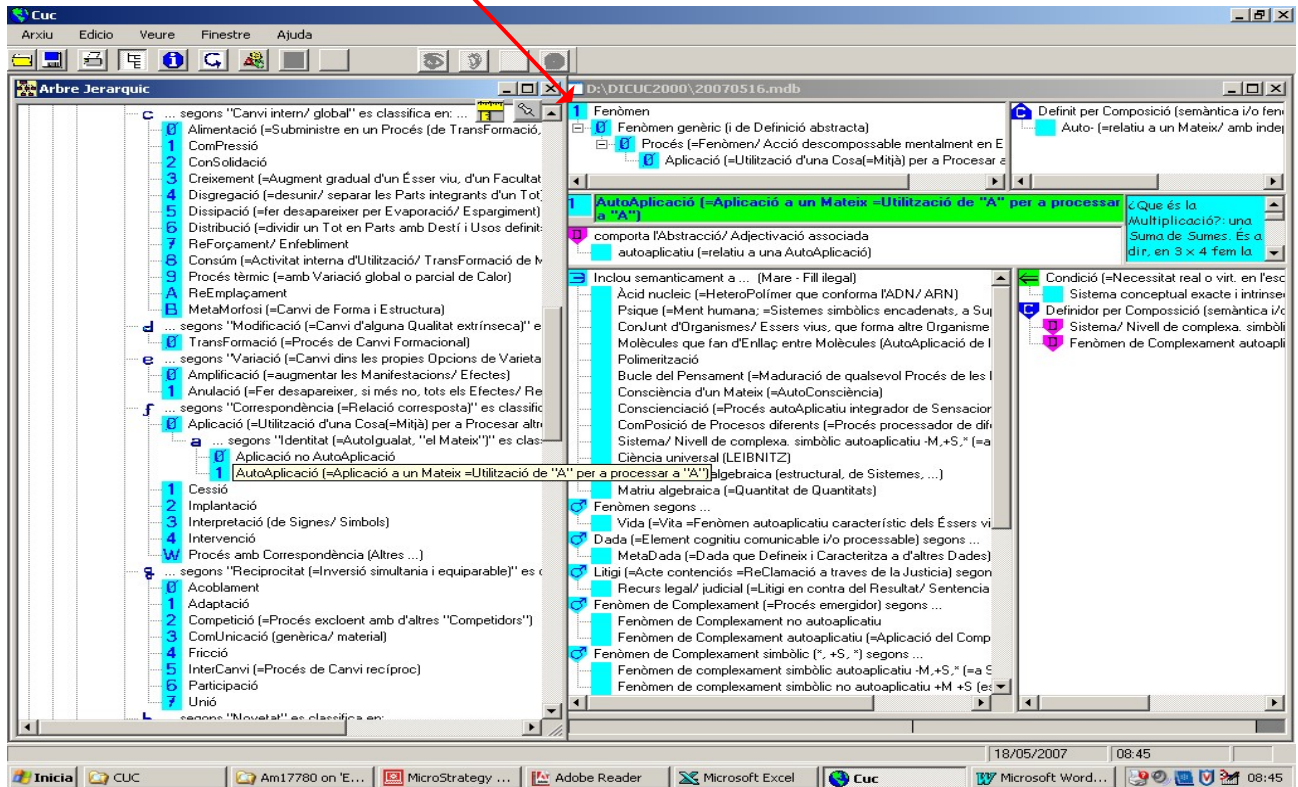 Cuc
Arxiu Edicio Veure Finestre Ajuda
Arbre Jerarquic
c ... segons "Canvi intern/ global" es classifica en: ...
0 Alimentació (=Subministre en un Procés (de TransFormació,
1 ComPressió
2 ConSolidació
3 Creixement (=Augment gradual d'un Ésser viu, d'un Facultat
4 Disgregació (=desunir/ separar les Parts integrants d'un Tot)
5 Dissipació (=fer desapareixer per Evaporació/ Espargiment)
6 Distribució (=dividir un Tot en Parts amb Destí i Usos definit
7 ReForçament/ Enfebliment
8 Consúm (=Activitat interna d'Utilització/ TransFormació de M
9 Procés tèrmic (=amb Variació global o parcial de Calor)
A ReEmplaçament
B MetaMorfosi (=Canvi de Forma i Estructura)
d ... segons "Modificació (=Canvi d'alguna Qualitat extrínseca)" e
0 TransFormació (=Procés de Canvi Formacional)
e ... segons "Variació (=Canvi dins les propies Opcions de Varieta
0 Amplificació (=augmentar les Manifestacions/ Efectes)
1 Anulació (=Fer desapareixer, si més no, tots els Efectes/ Re
f ... segons "Correspondència (=Relació corresposta)" es classific
0 Aplicació (=Utilització d'una Cosa(=Mitjà) per a Procesar altre
a ... segons "Identitat (=AutoIgualat, "el Mateix")" es clas
0 Aplicació no AutoAplicació
1 AutoAplicació (=Aplicació a un Mateix =Utilització de "A" per a processar a "A")
1 Cessió
2 Implantació
3 Interpretació (de Signes/ Simbols)
4 Intervenció
W Procés amb Correspondència (Altres ...)
g ... segons "Reciprocitat (=Inversió simultania i equiparable)" es c
0 Acoblament
1 Adaptació
2 Competició (=Procés excloent amb d'altres "Competidors")
3 ComUnicació (genèrica/ material)
4 Fricció
5 InterCanvi (=Procés de Canvi recíproc)
6 Participació
7 Unió
h ... segons "Novetat" es classifica en:
D:\DICUC2000\20070516.mdb
1 Fenòmen
0 Fenòmen genèric (i de Definició abstracta)
0 Procés (=Fenòmen/ Acció descompossable mentalment en E
0 Aplicació (=Utilització d'una Cosa(=Mitjà) per a Procesar a
C Definit per Composició (semàntica i/o fen
Auto- (=relatiu a un Mateix/ amb indep
1 AutoAplicació (=Aplicació a un Mateix =Utilització de "A" per a processar
a "A")
¿Que és la
Multiplicació?: una
Suma de Sumes. És a
dir, en 3 x 4 fem la
D comporta l'Abstracció/ Adjectivació associada
autoaplicatiu (=relatiu a una AutoAplicació)
Inclou semanticament a ... (Mare - Fill ilegal)
Àcid nucleic (=HeteroPolímer que conforma l'ADN/ ARN)
Psique (=Ment humana; =Sistemes simbòlics encadenats, a Su
ConJunt d'Organismes/ Essers vius, que forma altre Organisme
Molècules que fan d'Enllaç entre Molècules (AutoAplicació de l
Polimerització
Bucle del Pensament (=Maduració de qualsevol Procés de les l
Consciència d'un Mateix (=AutoConsciència)
Conscienciació (=Procés autoAplicatiu integrador de Sensacior
ComPosició de Procesos diferents (=Procés processador de dife
Sistema/ Nivell de complexa. simbòlic autoaplicatiu -M,+S,* (=a
Ciència universal (LEIBNITZ)
algebraica (estructural, de Sistemes, ...)
Matriu algebraica (=Quantitat de Quantitats)
Fenòmen segons ...
Vida (=Vita =Fenòmen autoaplicatiu característic dels Éssers vi
Dada (=Element cognitiu comunicable i/o processable) segons ...
MetaDada (=Dada que Defineix i Caracteritza a d'altres Dades)
Litigi (=Acte contenciós =ReClamació a traves de la Justicia) segon
Recurs legal/ judicial (=Litigi en contra del Resultat/ Sentencia
Fenòmen de Complexament (=Procés emergidor) segons ...
Fenòmen de Complexament no autoaplicatiu
Fenòmen de Complexament autoaplicatiu (=Aplicació del Comp
Fenòmen de Complexament simbòlic (*, +S, *) segons ...
Fenòmen de complexament simbòlic autoaplicatiu -M,+S,* (=a S
Fenòmen de complexament simbòlic no autoaplicatiu +M +S (es
Condició (=Necessitat real o virt. en l'esc
Sistema conceptual exacte i intrinse
C Definidor per Compossició (semàntica i/o
D Sistema/ Nivell de complexa. simbòli
D Fenòmen de Complexament autoapli
18/05/2007 08:45
Inicia CUC Am17780 on 'E... MicroStrategy ... Adobe Reader Microsoft Excel Cuc Microsoft Word... 08:45